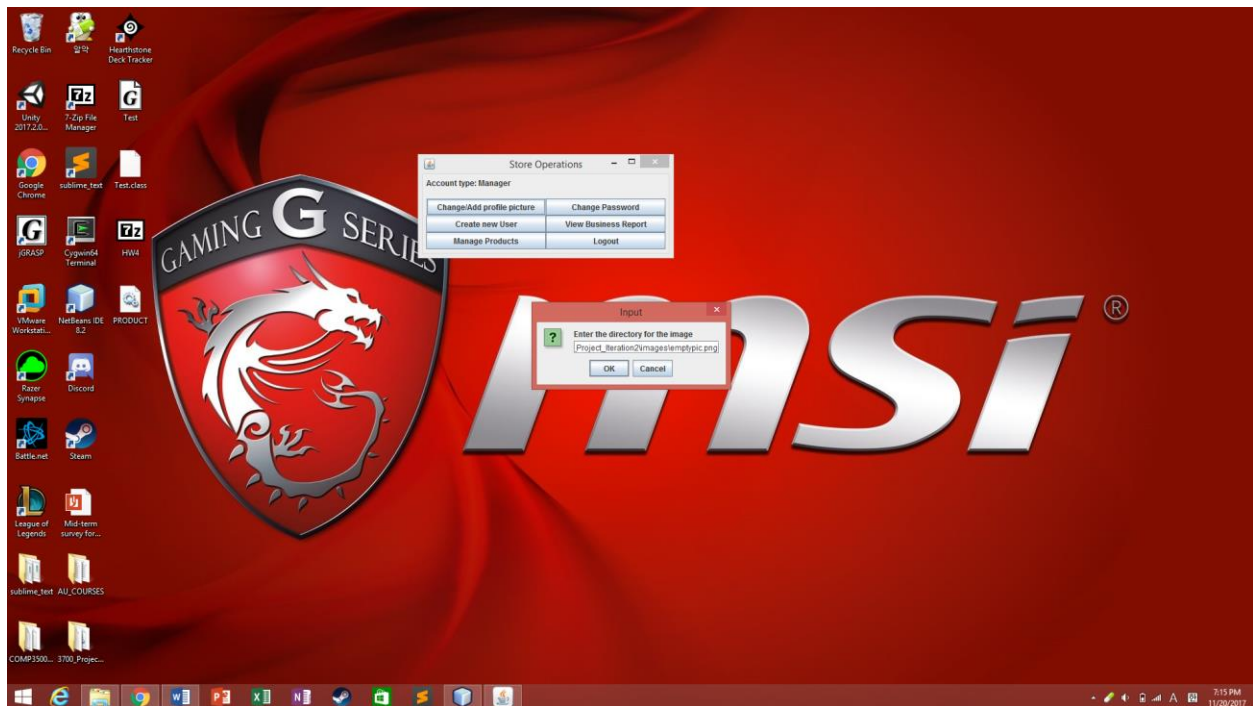 Recycle Bin
알약
Hearthstone
Deck Tracker
Unity
2017.2.0...
7-Zip File
Manager
Test
Google
Chrome
sublime_text
Test.class
jGRASP
Cygwin64
Terminal
HW4
VMware
Workstati...
NetBeans IDE
8.2
PRODUCT
Razer
Synapse
Discord
Battle.net
Steam
League of
Legends
Mid-term
survey for...
sublime_text
AU_COURSES
COMP3500...
3700_Projec...
GAMING G SERIES
msi ®
Store Operations
Account type: Manager
Change/Add profile picture
Change Password
Create new User
View Business Report
Manage Products
Logout
Input
Enter the directory for the image
Project_Iteration2\images\emptypic.png
OK
Cancel
A
7:15 PM
11/20/2017